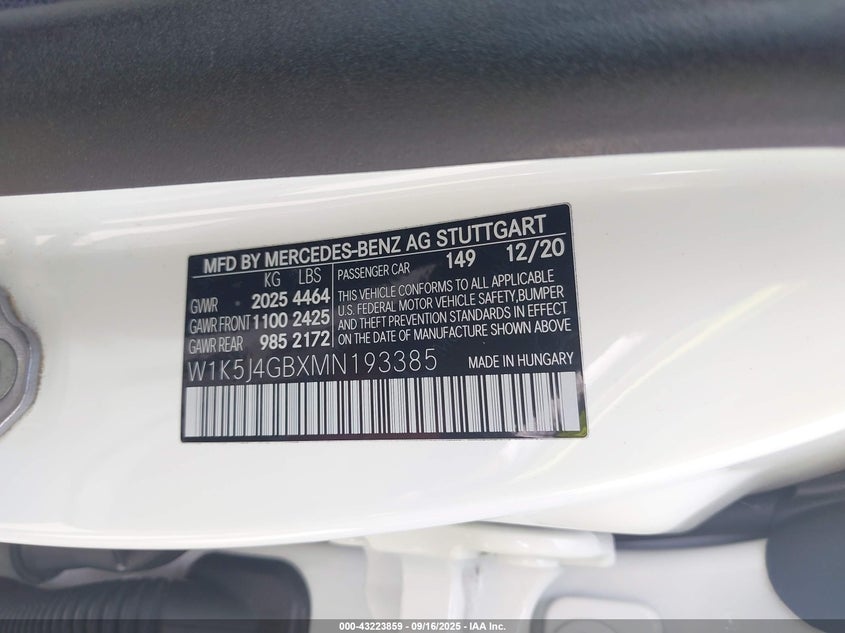 MFD BY MERCEDES-BENZ AG STUTTGART
KG LBS
GVWR 2025 4464
GAWR FRONT 1100 2425
GAWR REAR 985 2172
PASSENGER CAR 149 12/20
THIS VEHICLE CONFORMS TO ALL APPLICABLE
U.S. FEDERAL MOTOR VEHICLE SAFETY,BUMPER
AND THEFT PREVENTION STANDARDS IN EFFECT
ON THE DATE OF MANUFACTURE SHOWN ABOVE
W1K5J4GBXMN193385
MADE IN HUNGARY
000-43223859 | 09/16/2025 | IAA Inc.